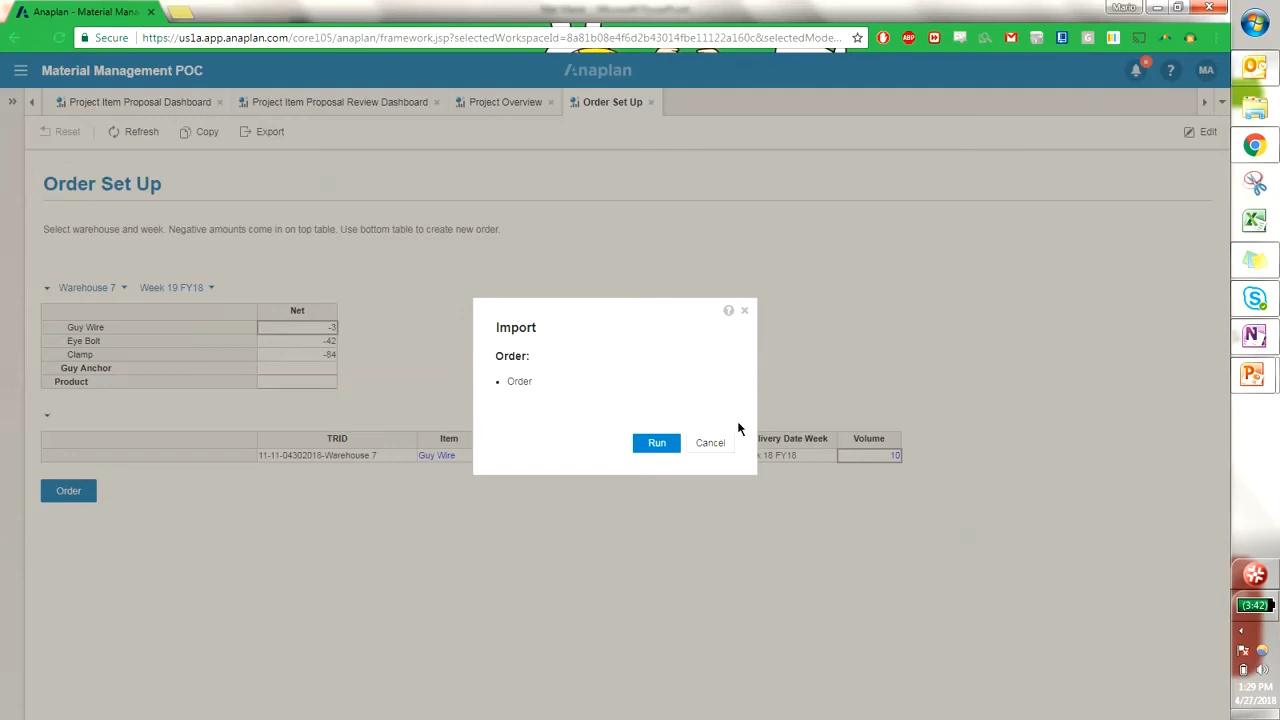 Anaplan - Material Mana
Mario
Secure
https://us1a.app.anaplan.com/core105/anaplan/framework.jsp?selectedWorkspaceId=8a81b08e4f6d2b43014fbe11122a160c&selectedMode...
Material Management POC
Anaplan
?
MA
Project Item Proposal Dashboard
Project Item Proposal Review Dashboard
Project Overview
Order Set Up
Reset
Refresh
Copy
Export
Edit
Order Set Up
Select warehouse and week. Negative amounts come in on top table. Use bottom table to create new order.
Warehouse 7 Week 19 FY18
Net
Guy Wire -3
Eye Bolt -42
Clamp -84
Guy Anchor
Product
Import
Order:
Order
Run
Cancel
TRID Item livery Date Week Volume
11-11-04302018-Warehouse 7 Guy Wire k 18 FY18 10
Order
(3:42)
1:29 PM
4/27/2018